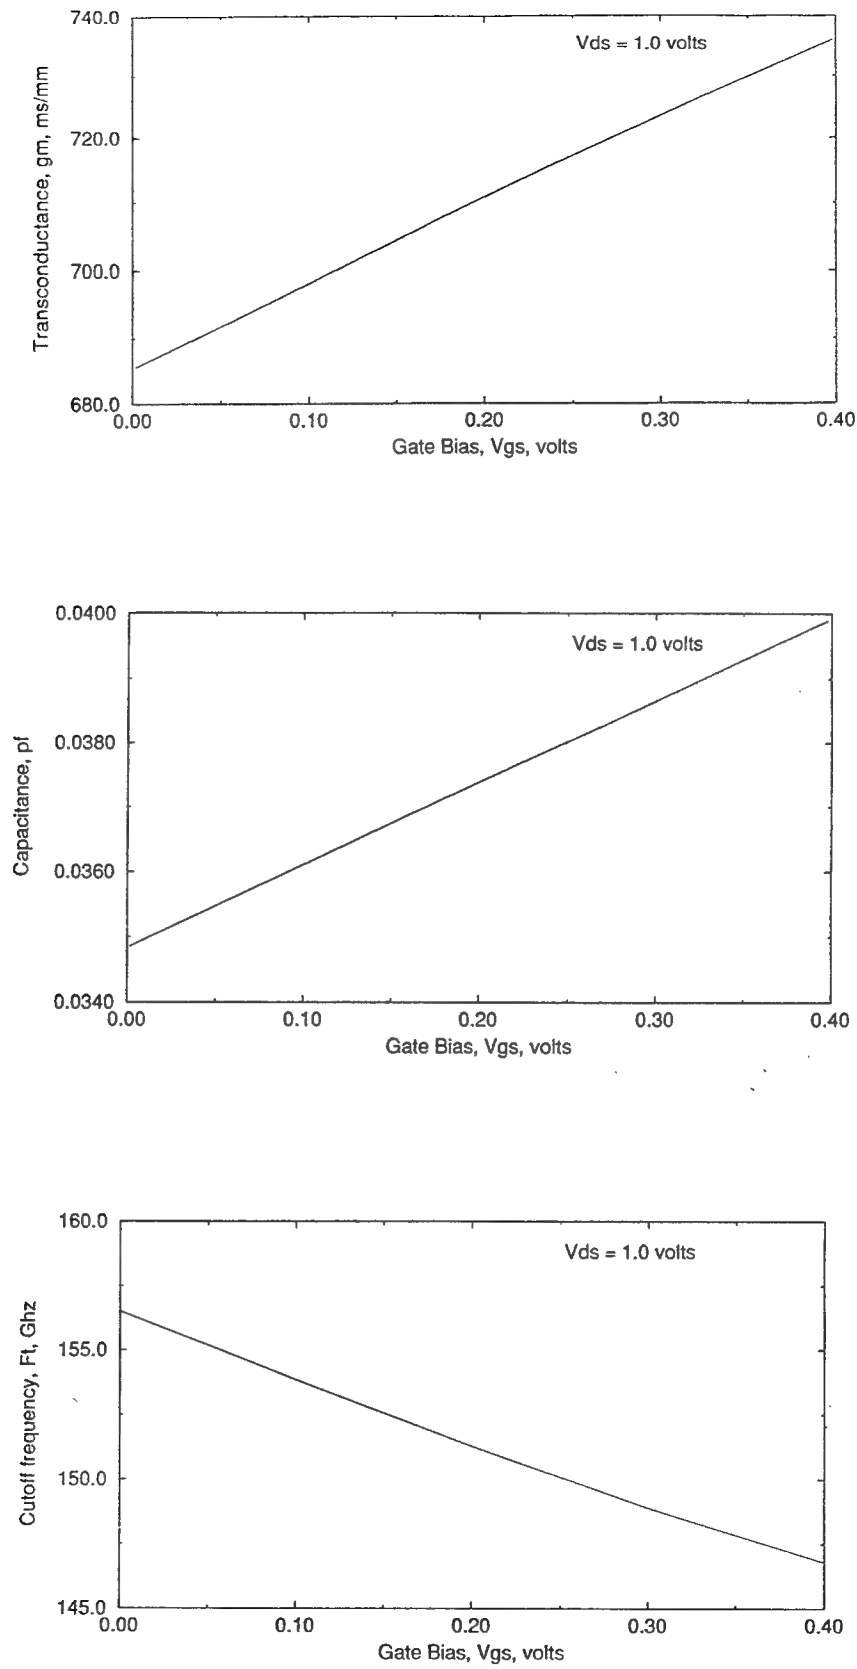 740.0
Vds = 1.0 volts
720.0
700.0
680.0
Transconductance, gm, ms/mm
0.00 0.10 0.20 0.30 0.40
Gate Bias, Vgs, volts
0.0400
Vds = 1.0 volts
0.0380
0.0360
0.0340
Capacitance, pf
0.00 0.10 0.20 0.30 0.40
Gate Bias, Vgs, volts
160.0
Vds = 1.0 volts
155.0
150.0
145.0
Cutoff frequency, Ft, Ghz
0.00 0.10 0.20 0.30 0.40
Gate Bias, Vgs, volts